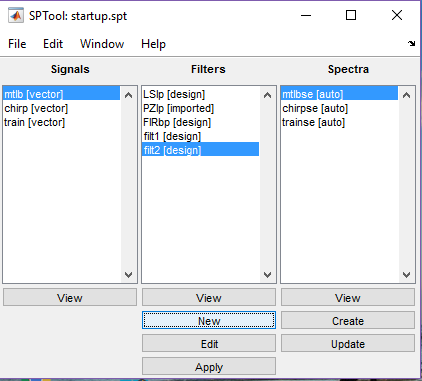 SPTool: startup.spt
File Edit Window Help
Signals Filters Spectra
mtlb [vector]
chirp [vector]
train [vector]
LSlp [design]
PZlp [imported]
FIRbp [design]
filt1 [design]
filt2 [design]
mtlbse [auto]
chirpse [auto]
trainse [auto]
View View View
New Create
Edit Update
Apply